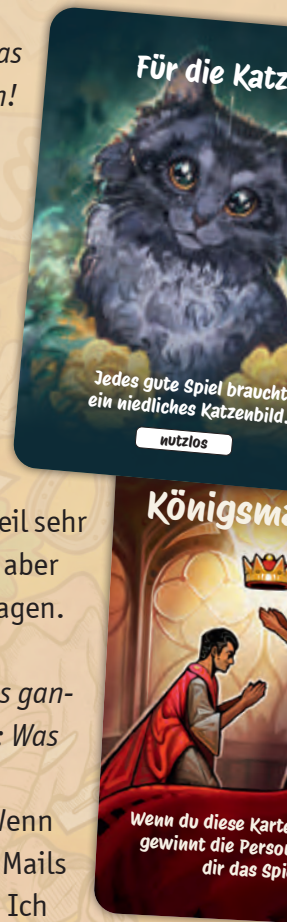 as
n!
Für die Katz
Jedes gute Spiel braucht
ein niedliches Katzenbild.
nutzlos
eil sehr
aber
agen.
s gan-
: Was
Wenn
Mails
Ich
Königsma
Wenn du diese Karte
gewinnt die Person
dir das Spi